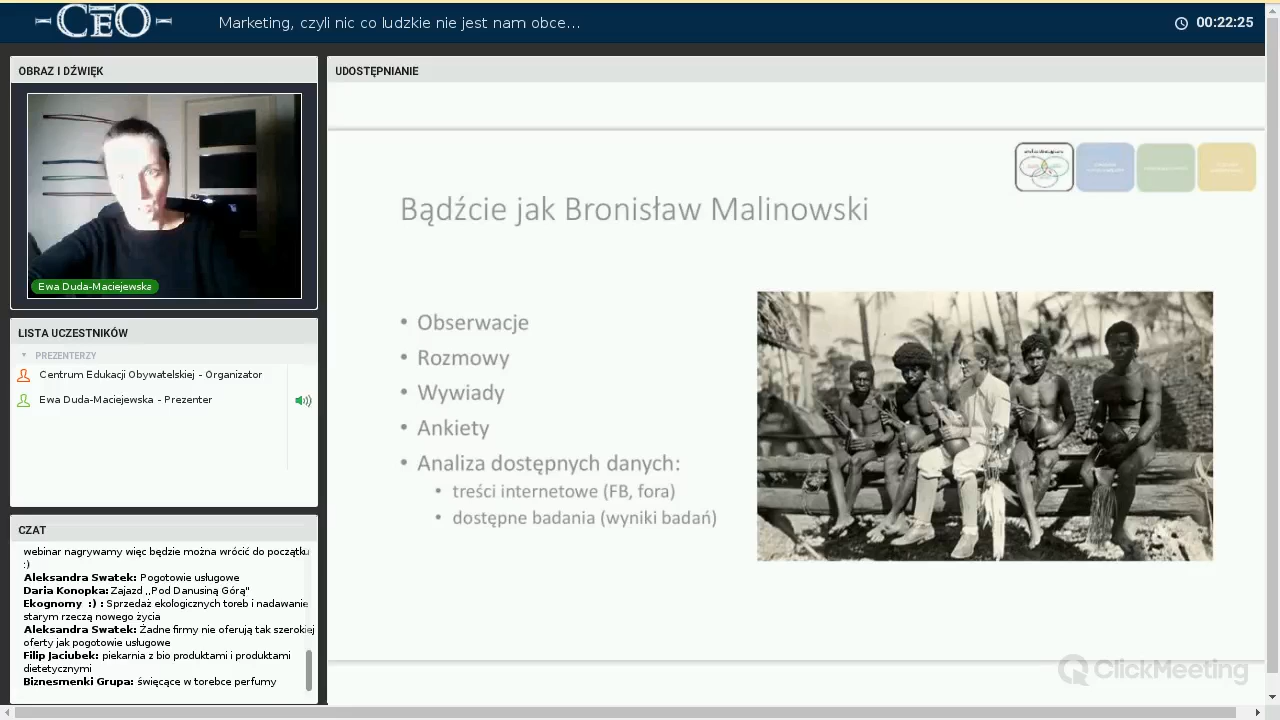 CEO
Marketing, czyli nic co ludzkie nie jest nam obce...
00:22:25
OBRAZ I DŹWIĘK
Ewa Duda-Maciejewska
LISTA UCZESTNIKÓW
PREZENTERZY
Centrum Edukacji Obywatelskiej - Organizator
Ewa Duda-Maciejewska - Prezenter
CZAT
webinar nagrywamy więc będzie można wrócić do początku
:)
Aleksandra Swatek: Pogotowie usługowe
Daria Konopka: Zajazd ,,Pod Danusiną Górą"
Ekognomy :) : Sprzedaż ekologicznych toreb i nadawanie
starym rzeczą nowego życia
Aleksandra Swatek: Żadne firmy nie oferują tak szerokiej
oferty jak pogotowie usługowe
Filip Jaciubek: piekarnia z bio produktami i produktami
dietetycznymi
Biznesmenki Grupa: święcące w torebce perfumy
UDOSTĘPNIANIE
Bądźcie jak Bronisław Malinowski
• Obserwacje
• Rozmowy
• Wywiady
• Ankiety
• Analiza dostępnych danych:
• treści internetowe (FB, fora)
• dostępne badania (wyniki badań)
ClickMeeting